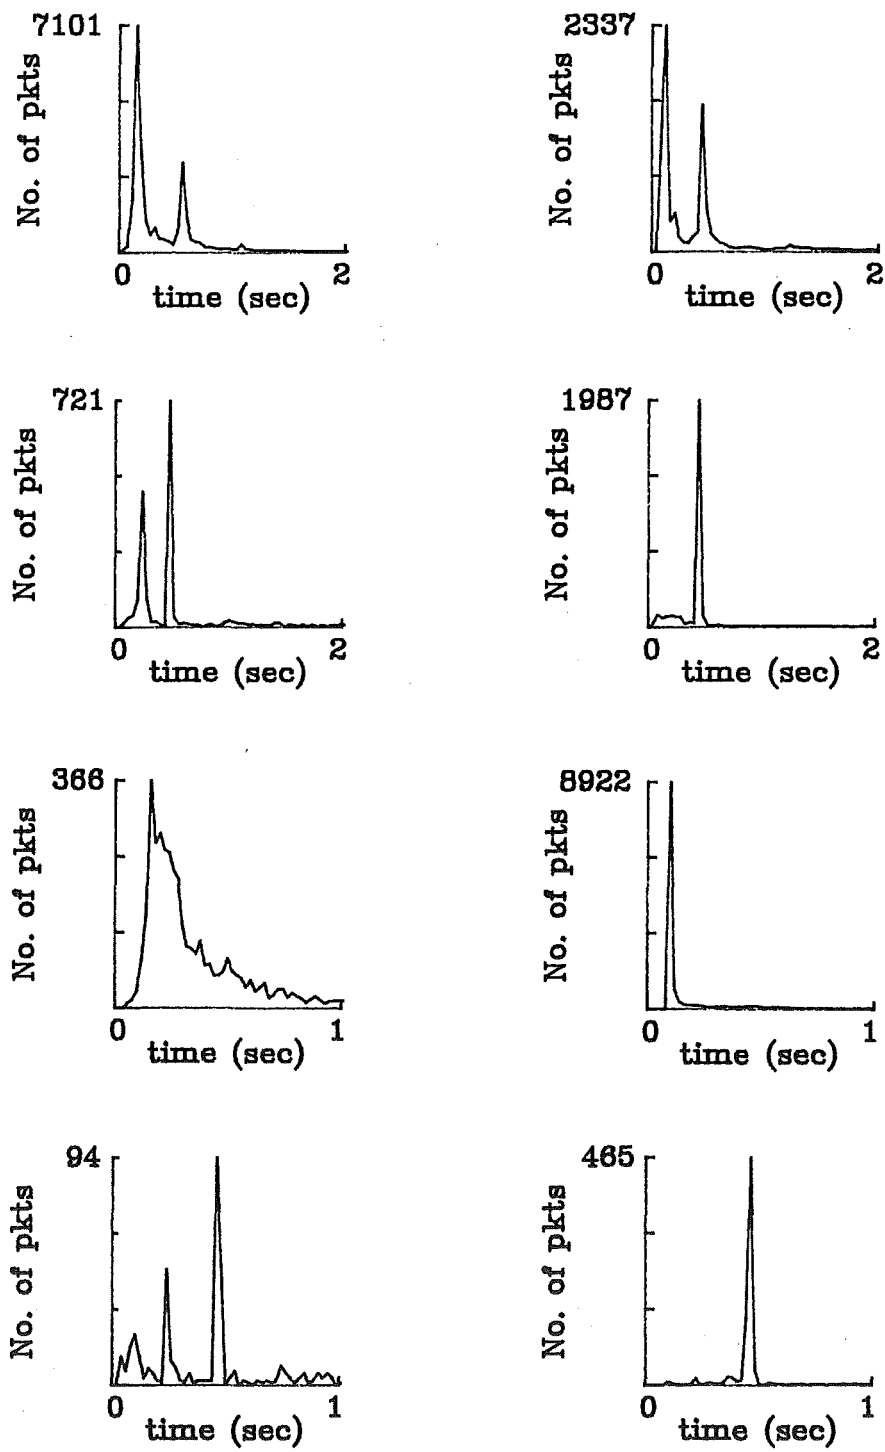 7101
No. of pkts
0 2
time (sec)
2337
No. of pkts
0 2
time (sec)
721
No. of pkts
0 2
time (sec)
1987
No. of pkts
0 2
time (sec)
366
No. of pkts
0 1
time (sec)
8922
No. of pkts
0 1
time (sec)
94
No. of pkts
0 1
time (sec)
465
No. of pkts
0 1
time (sec)